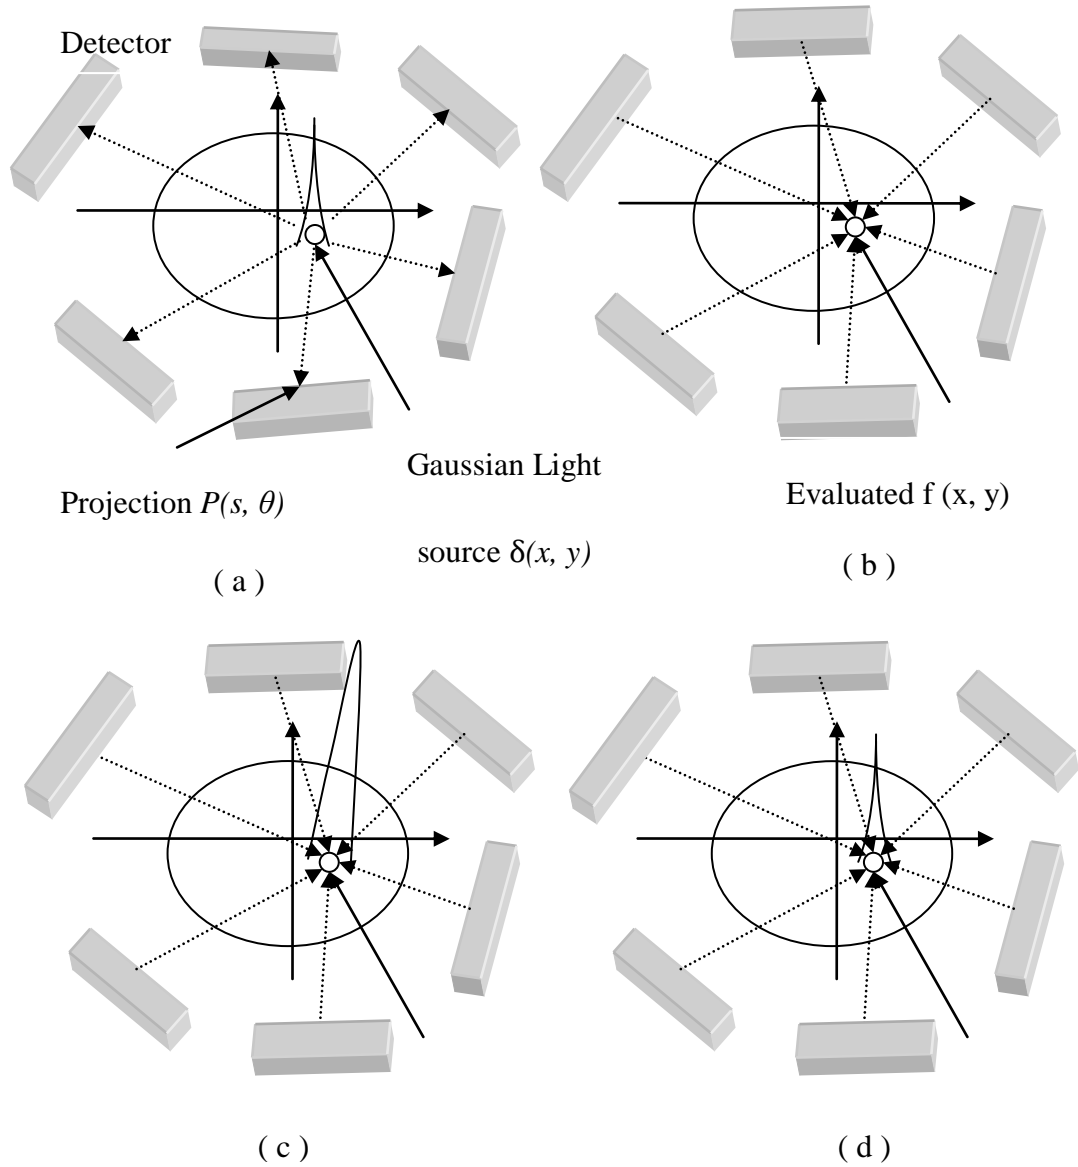 Detector
Gaussian Light
Projection P(s, θ)
Evaluated f (x, y)
source δ(x, y)
( a )
( b )
( c )
( d )